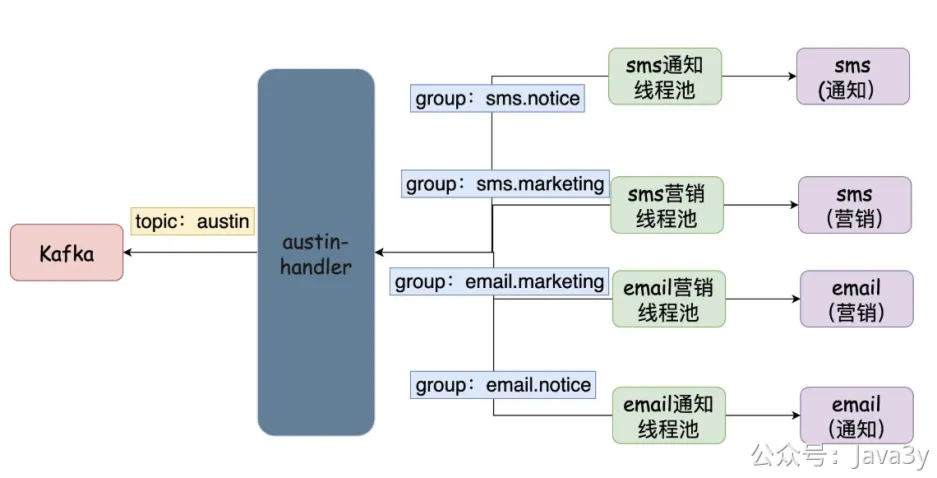 Kafka
topic：austin
austin-
handler
group：sms.notice
group：sms.marketing
group：email.marketing
group：email.notice
sms通知
线程池
sms
(通知）
sms营销
线程池
sms
（营销）
email营销
线程池
email
（营销）
email通知
线程池
email
（通知）
公众号：Java3y